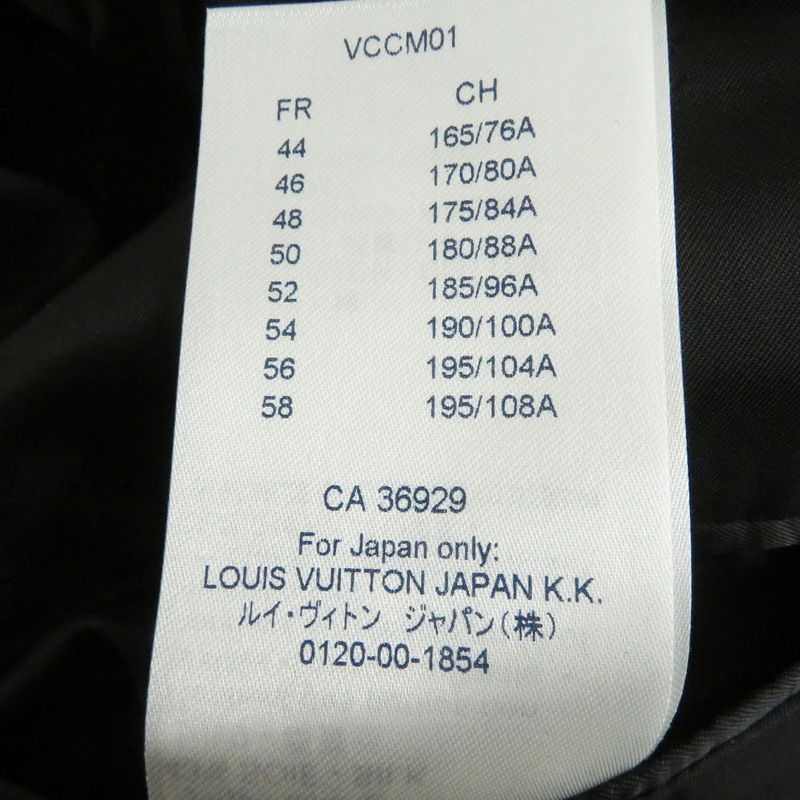 VCCM01
FR CH
44 165/76A
46 170/80A
48 175/84A
50 180/88A
52 185/96A
54 190/100A
56 195/104A
58 195/108A
CA 36929
For Japan only:
LOUIS VUITTON JAPAN K.K.
ルイ・ヴィトン ジャパン(株)
0120-00-1854